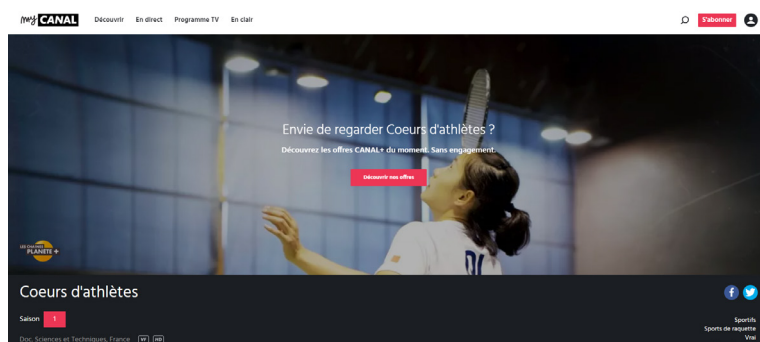 my CANAL
Découvrir En direct Programme TV En clair S'abonner
Envie de regarder Coeurs d'athlètes ?
Découvrez les offres CANAL+ du moment. Sans engagement.
Découvrir nos offres
LES CHAÎNES
PLANETE +
Coeurs d'athlètes
Saison 1
Sportifs
Sports de raquette
Vrai
Doc. Sciences et Techniques, France VF HD